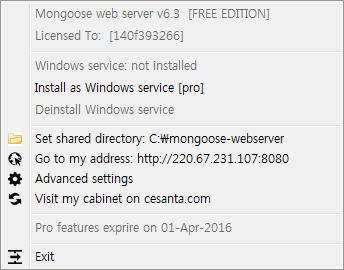 Mongoose web server v6.3 [FREE EDITION]
Licensed To: [140f393266]
Windows service: not installed
Install as Windows service [pro]
Deinstall Windows service
Set shared directory: C:₩mongoose-webserver
Go to my address: http://220.67.231.107:8080
Advanced settings
Visit my cabinet on cesanta.com
Pro features exprire on 01-Apr-2016
Exit